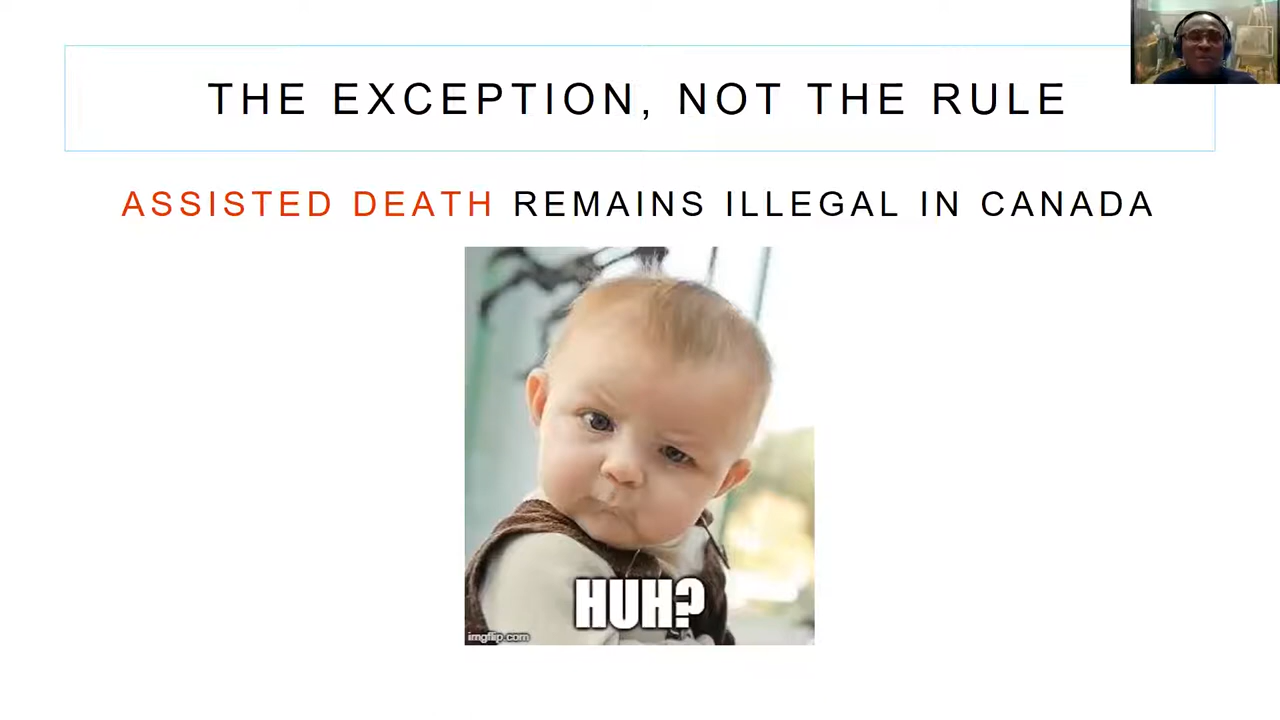 THE EXCEPTION, NOT THE RULE
ASSISTED DEATH REMAINS ILLEGAL IN CANADA
HUH?
imgflip.com